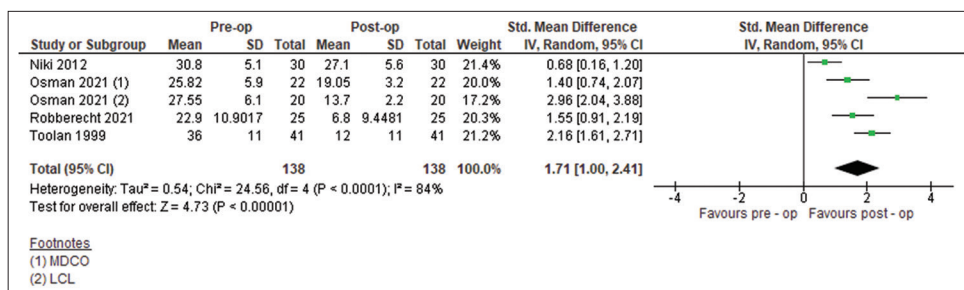 Pre-op Post-op Std. Mean Difference Std. Mean Difference
Study or Subgroup Mean SD Total Mean SD Total Weight IV, Random, 95% CI IV, Random, 95% CI
Niki 2012 30.8 5.1 30 27.1 5.6 30 21.4% 0.68 [0.16, 1.20]
Osman 2021 (1) 25.82 5.9 22 19.05 3.2 22 20.0% 1.40 [0.74, 2.07]
Osman 2021 (2) 27.55 6.1 20 13.7 2.2 20 17.2% 2.96 [2.04, 3.88]
Robberecht 2021 22.9 10.9017 25 6.8 9.4481 25 20.3% 1.55 [0.91, 2.19]
Toolan 1999 36 11 41 12 11 41 21.2% 2.16 [1.61, 2.71]
Total (95% CI) 138 138 100.0% 1.71 [1.00, 2.41]
Heterogeneity: Tau² = 0.54; Chi² = 24.56, df = 4 (P < 0.0001); I² = 84%
Test for overall effect: Z = 4.73 (P < 0.00001)
-4 -2 0 2 4
Favours pre - op Favours post - op
Footnotes
(1) MDCO
(2) LCL